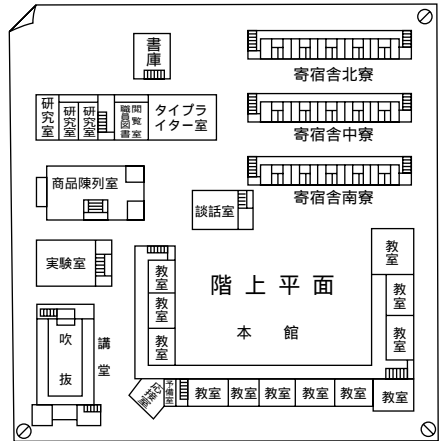 書庫
寄宿舎北寮
研究室
研究室
研究室
職員図書
閲覧室
タイプラ
イター室
寄宿舎中寮
商品陳列室
寄宿舎南寮
談話室
実験室
階上平面
本館
教室
教室
教室
教室
教室
教室
吹抜
講堂
応接室
予備室
教室
教室
教室
教室
教室
教室